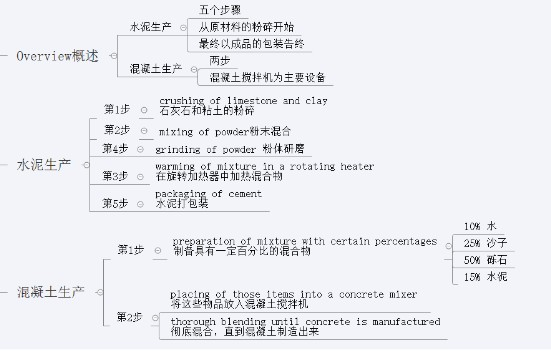 Overview概述
水泥生产
五个步骤
从原材料的粉碎开始
最终以成品的包装告终
混凝土生产
两步
混凝土搅拌机为主要设备
水泥生产
第1步
crushing of limestone and clay
石灰石和粘土的粉碎
第2步
mixing of powder粉末混合
第4步
grinding of powder 粉体研磨
第3步
warming of mixture in a rotating heater
在旋转加热器中加热混合物
第5步
packaging of cement
水泥打包装
混凝土生产
第1步
preparation of mixture with certain percentages
制备具有一定百分比的混合物
10% 水
25% 沙子
50% 砾石
15% 水泥
第2步
placing of those items into a concrete mixer
将这些物品放入混凝土搅拌机
thorough blending until concrete is manufactured
彻底混合，直到混凝土制造出来